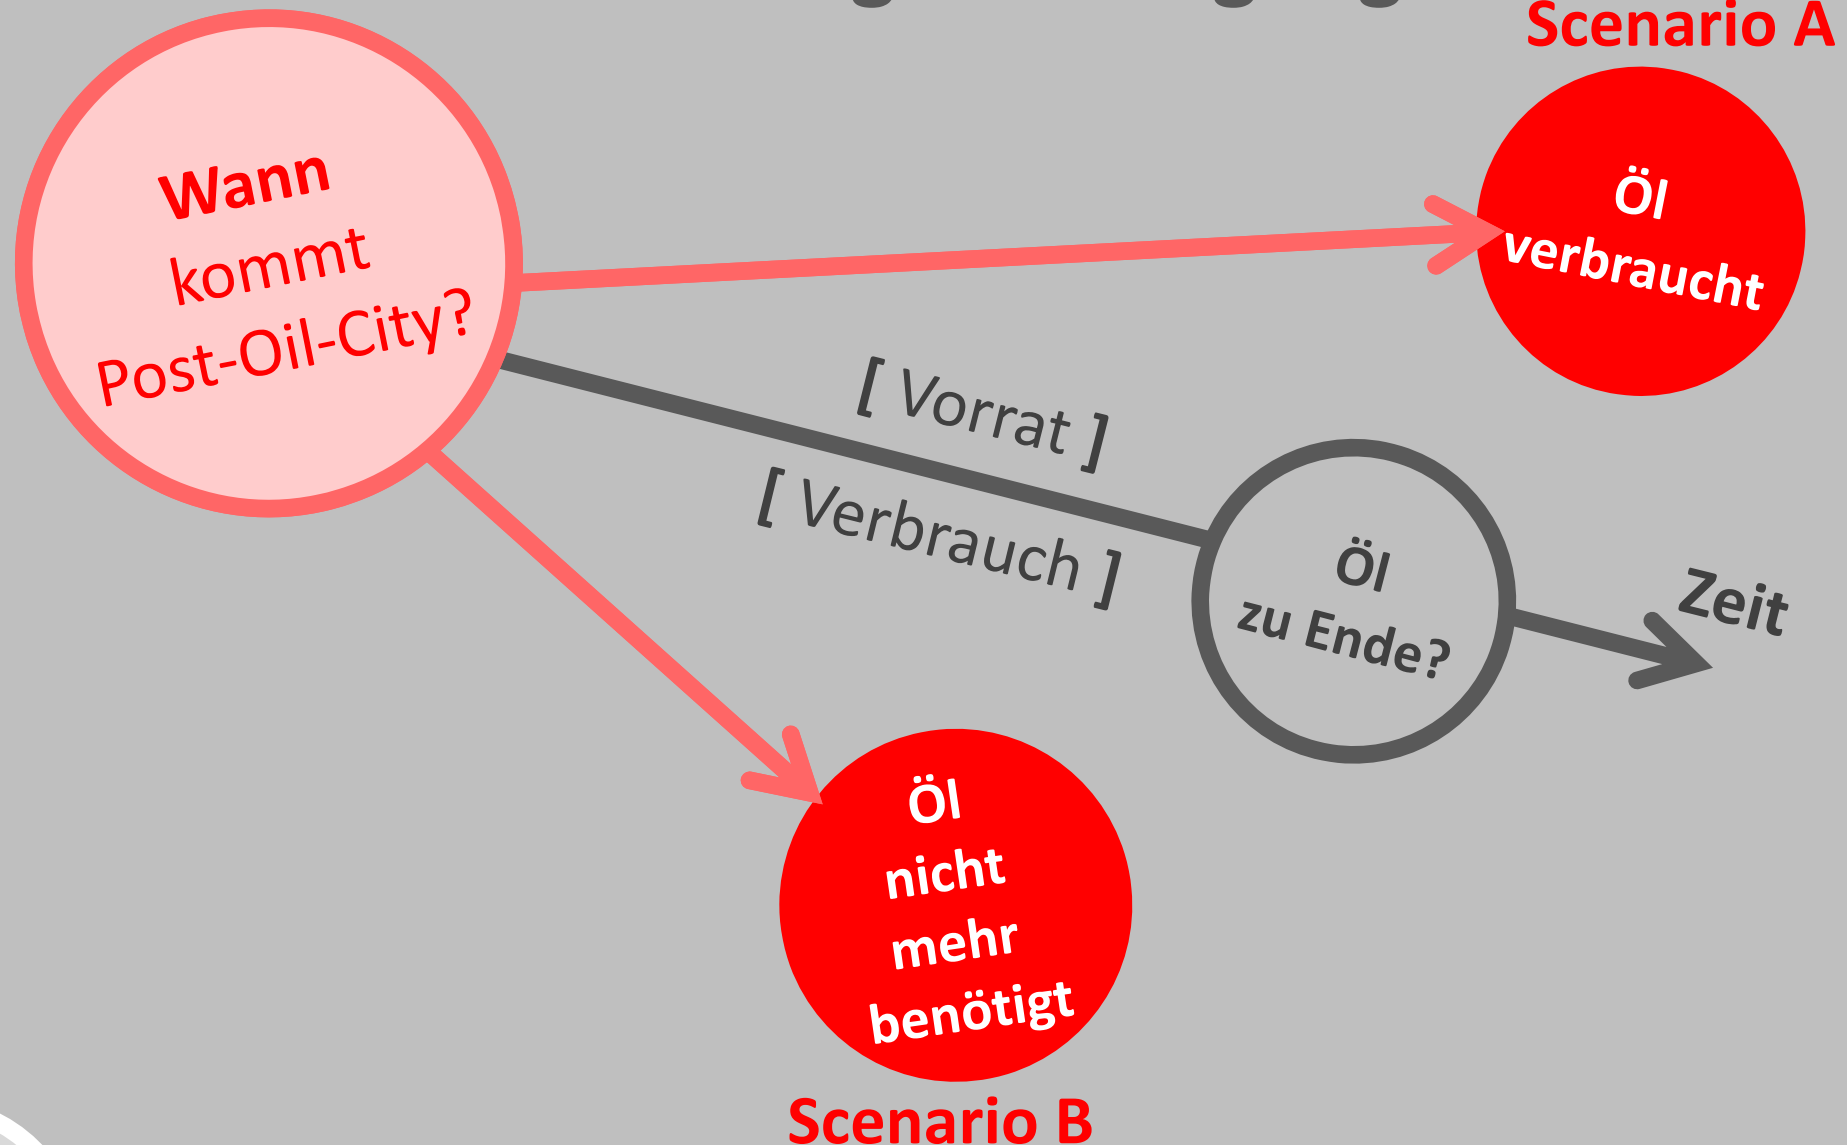 Scenario A
Wann
kommt
Post-Oil-City?
Öl
verbraucht
[ Vorrat ]
[ Verbrauch ]
Öl
zu Ende?
Zeit
Öl
nicht
mehr
benötigt
Scenario B